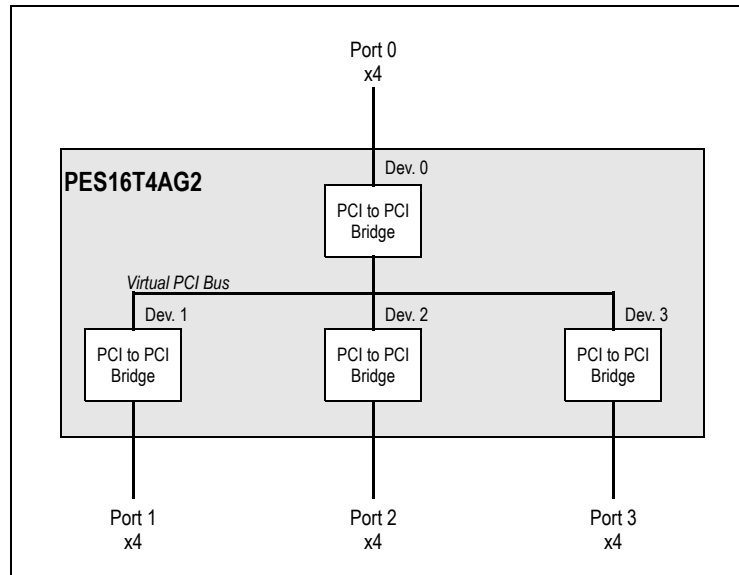 Port 0
x4
Dev. 0
PES16T4AG2
PCI to PCI
Bridge
Virtual PCI Bus
Dev. 1
Dev. 2
Dev. 3
PCI to PCI
Bridge
PCI to PCI
Bridge
PCI to PCI
Bridge
Port 1
x4
Port 2
x4
Port 3
x4